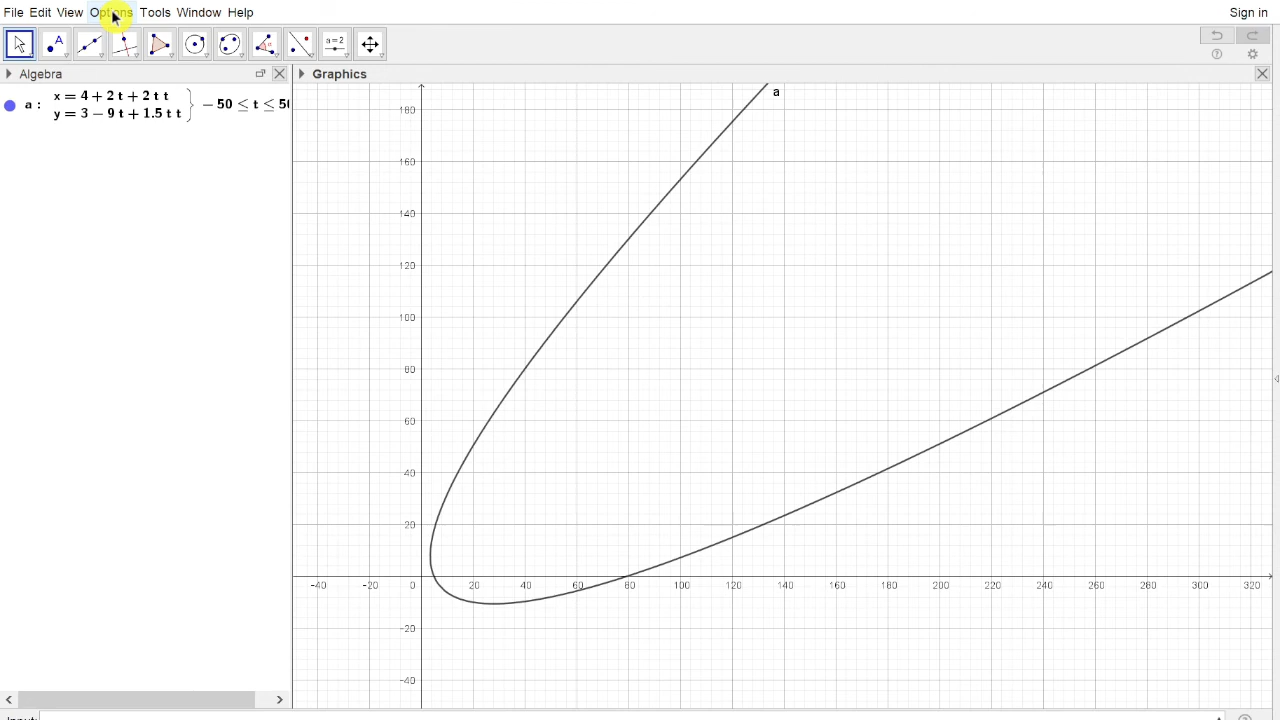 File Edit View Options Tools Window Help Sign in
A a = 2
Algebra Graphics
a : x = 4 + 2 t + 2 t t
y = 3 − 9 t + 1.5 t t } − 50 ≤ t ≤ 50
a
180
160
140
120
100
80
60
40
20
-40 -20 0 20 40 60 80 100 120 140 160 180 200 220 240 260 280 300 320
-20
-40
Input: